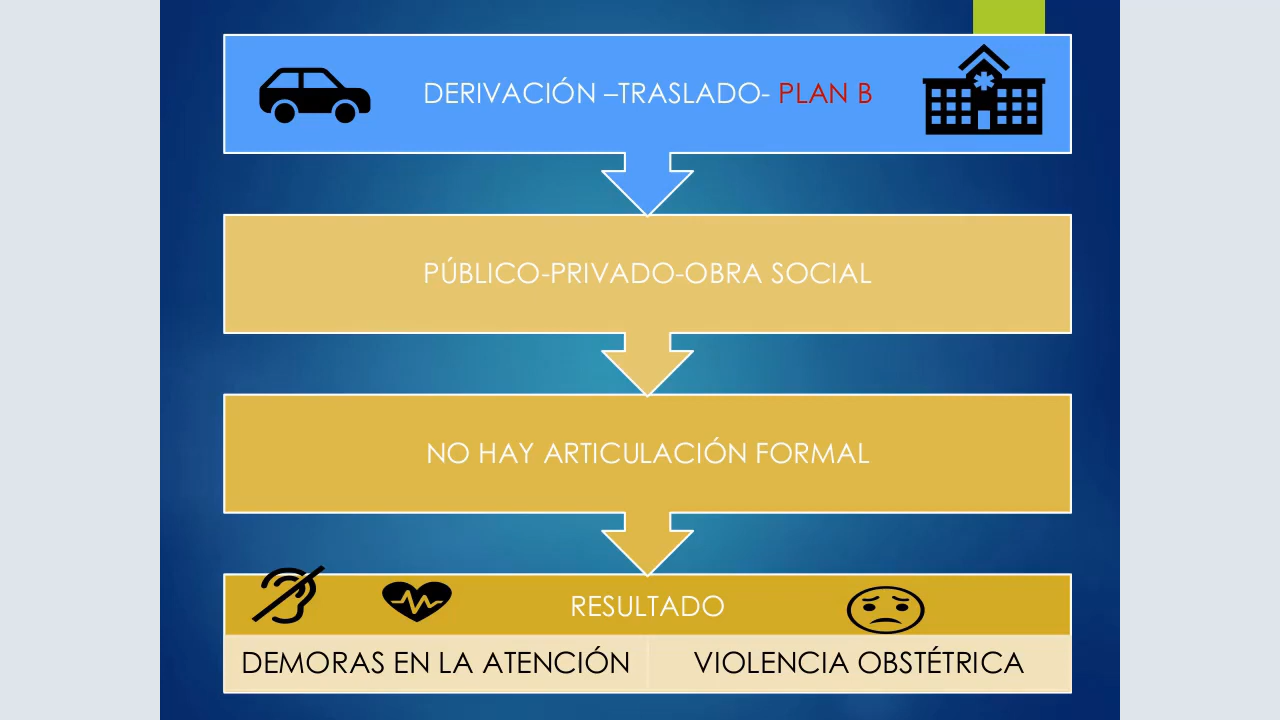 DERIVACIÓN –TRASLADO- PLAN B
PÚBLICO-PRIVADO-OBRA SOCIAL
NO HAY ARTICULACIÓN FORMAL
RESULTADO
DEMORAS EN LA ATENCIÓN
VIOLENCIA OBSTÉTRICA